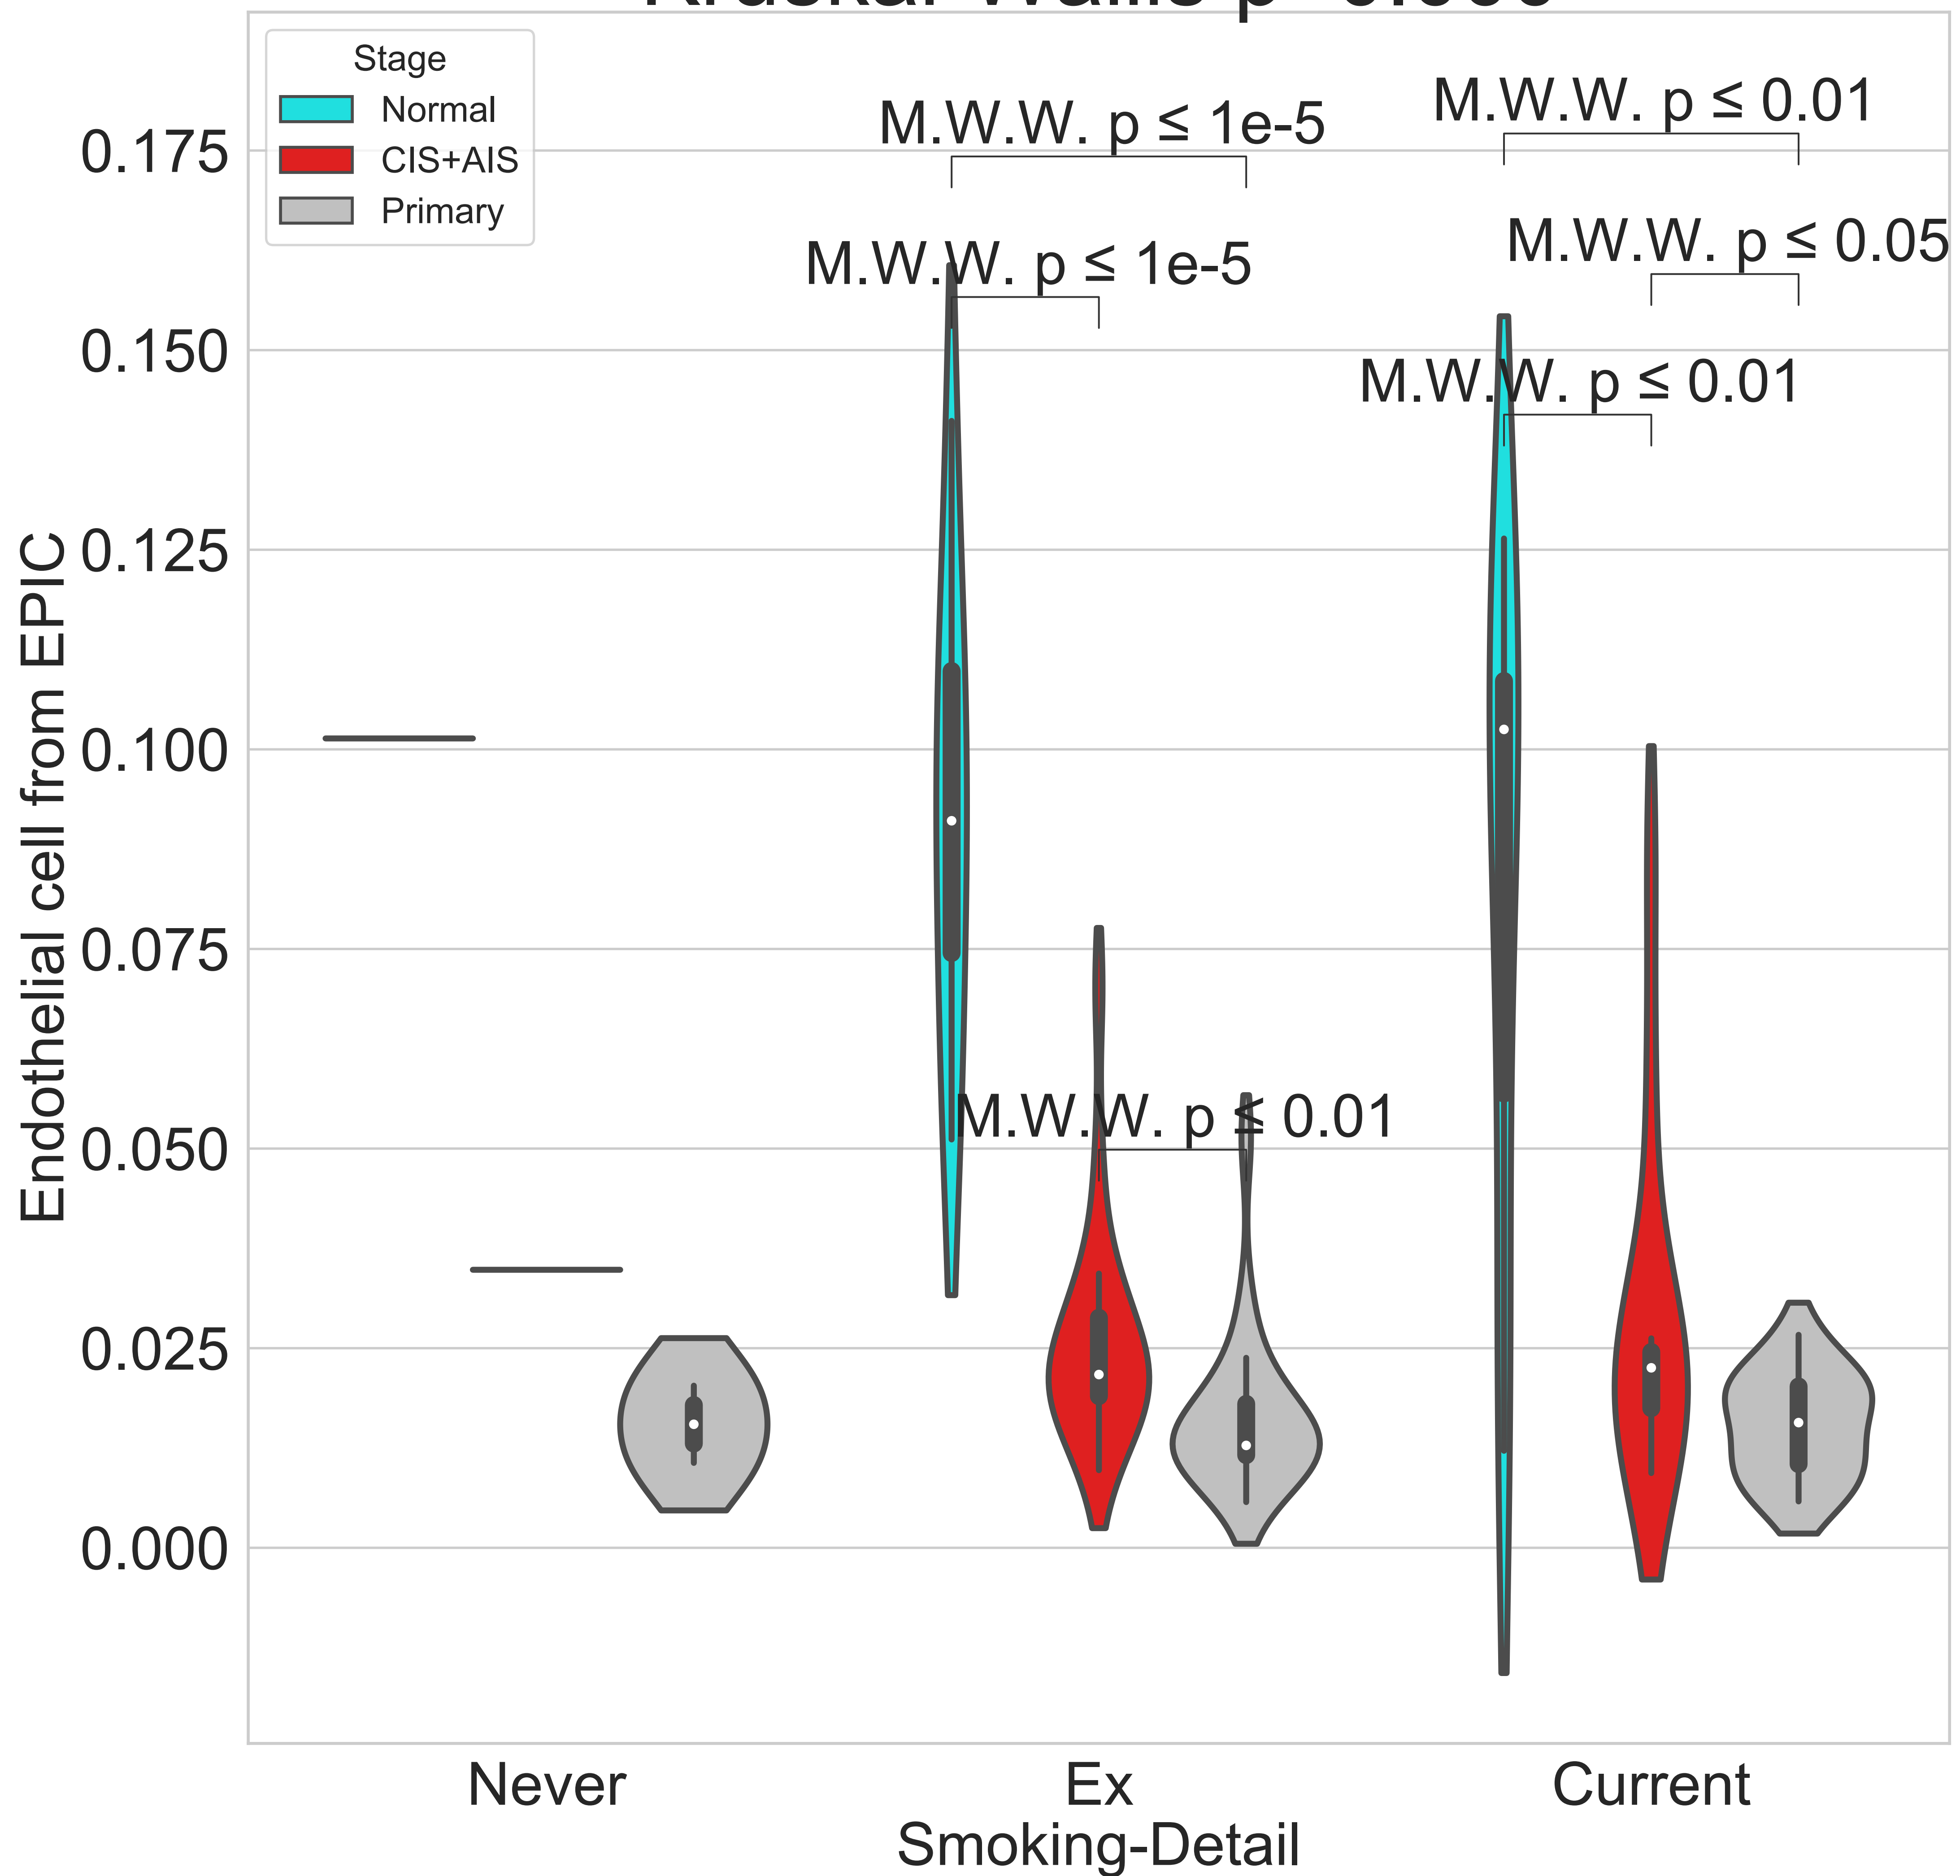 Stage
Normal
CIS+AIS
Primary
M.W.W. p ≤ 1e-5
M.W.W. p ≤ 0.01
M.W.W. p ≤ 1e-5
M.W.W. p ≤ 0.05
M.W.W. p ≤ 0.01
M.W.W. p ≤ 0.01
Endothelial cell from EPIC
0.175
0.150
0.125
0.100
0.075
0.050
0.025
0.000
Never
Ex
Current
Smoking-Detail